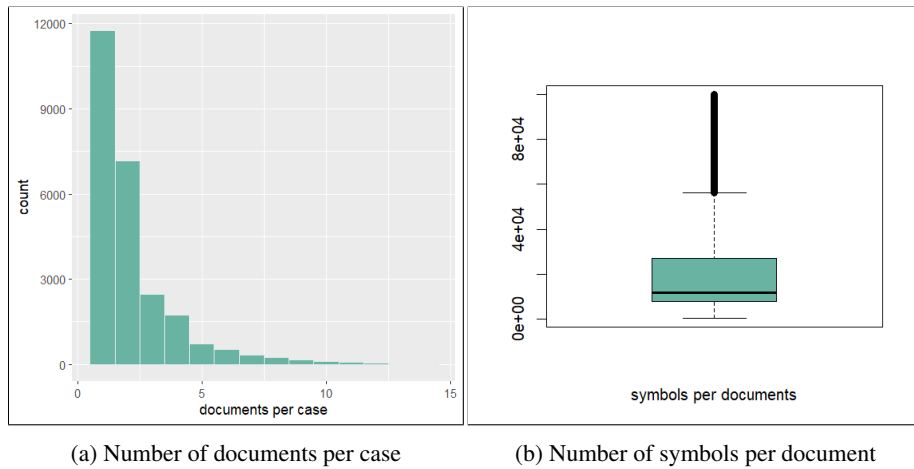 12000
9000
6000
3000
0
count
0
5
10
15
documents per case
8e+04
4e+04
0e+00
symbols per documents
(a) Number of documents per case
(b) Number of symbols per document